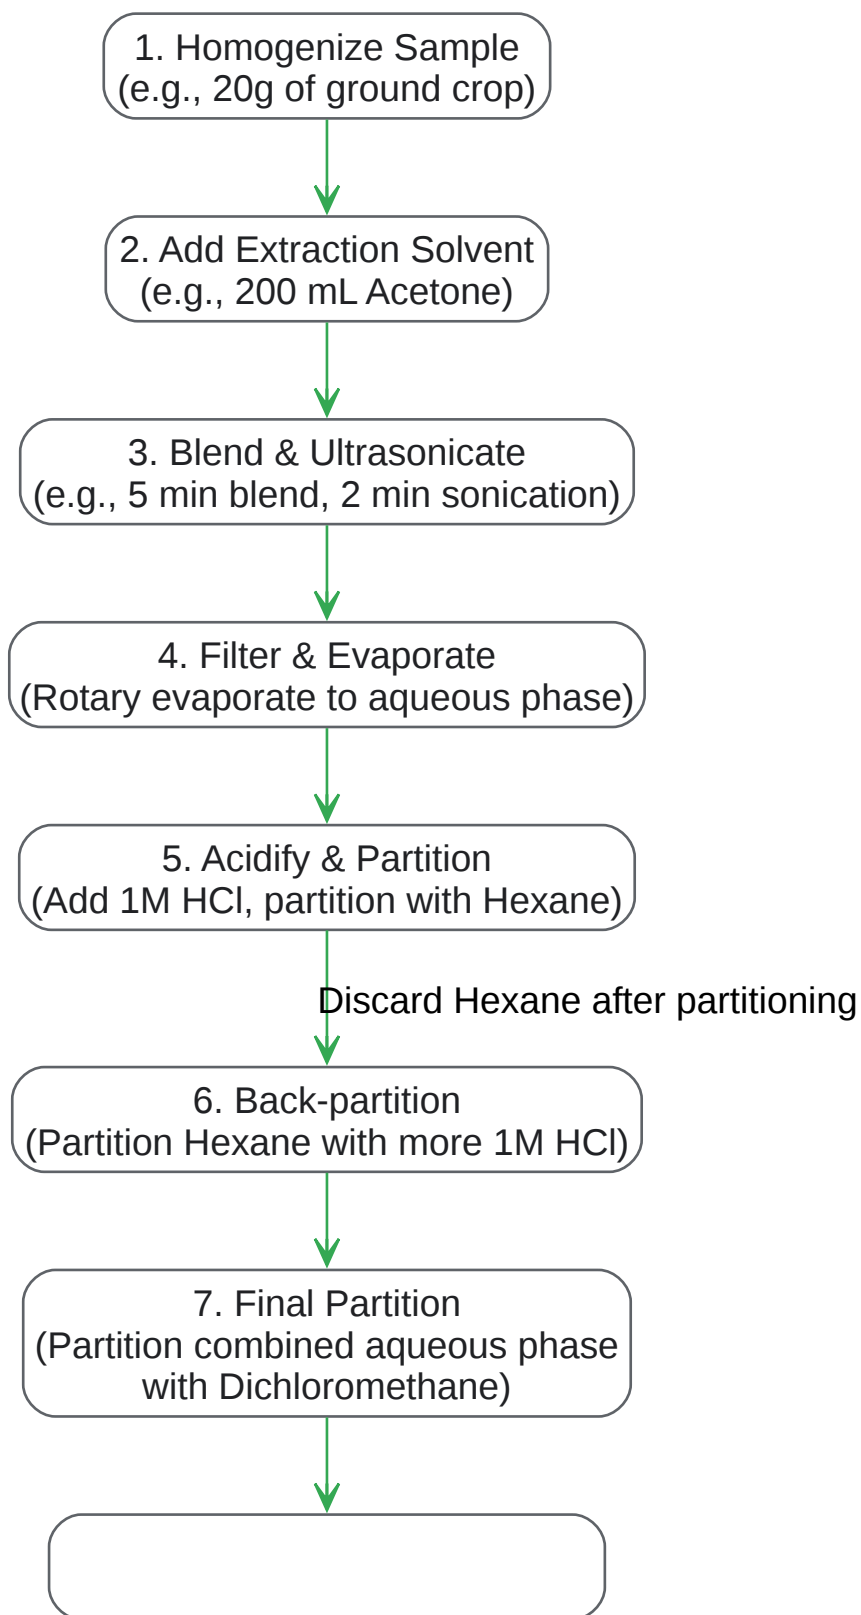 1. Homogenize Sample
(e.g., 20g of ground crop)
2. Add Extraction Solvent
(e.g., 200 mL Acetone)
3. Blend & Ultrasonicate
(e.g., 5 min blend, 2 min sonication)
4. Filter & Evaporate
(Rotary evaporate to aqueous phase)
5. Acidify & Partition
(Add 1M HCl, partition with Hexane)
Discard Hexane after partitioning
6. Back-partition
(Partition Hexane with more 1M HCl)
7. Final Partition
(Partition combined aqueous phase
with Dichloromethane)